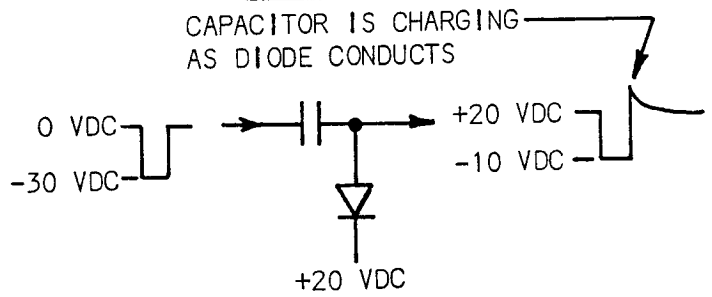 CAPACITOR IS CHARGING
AS DIODE CONDUCTS
0 VDC
-30 VDC
+20 VDC
-10 VDC
+20 VDC